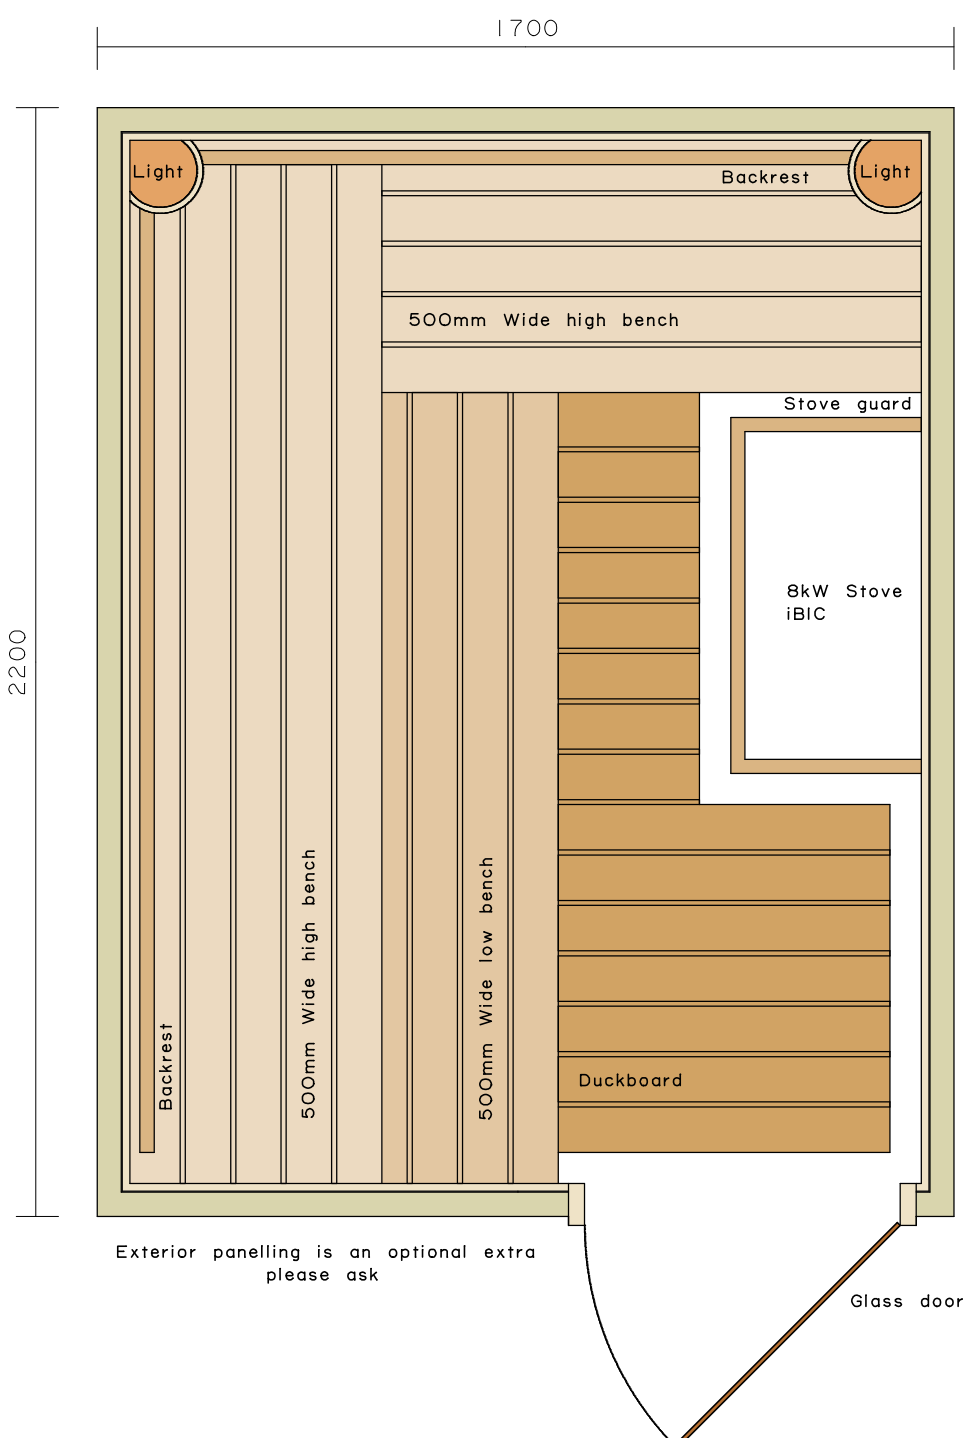 1700
Light
Backrest
Light
500mm Wide high bench
Stove guard
8kW Stove
iBIC
2200
500mm Wide high bench
500mm Wide low bench
Backrest
Duckboard
Exterior panelling is an optional extra
please ask
Glass door